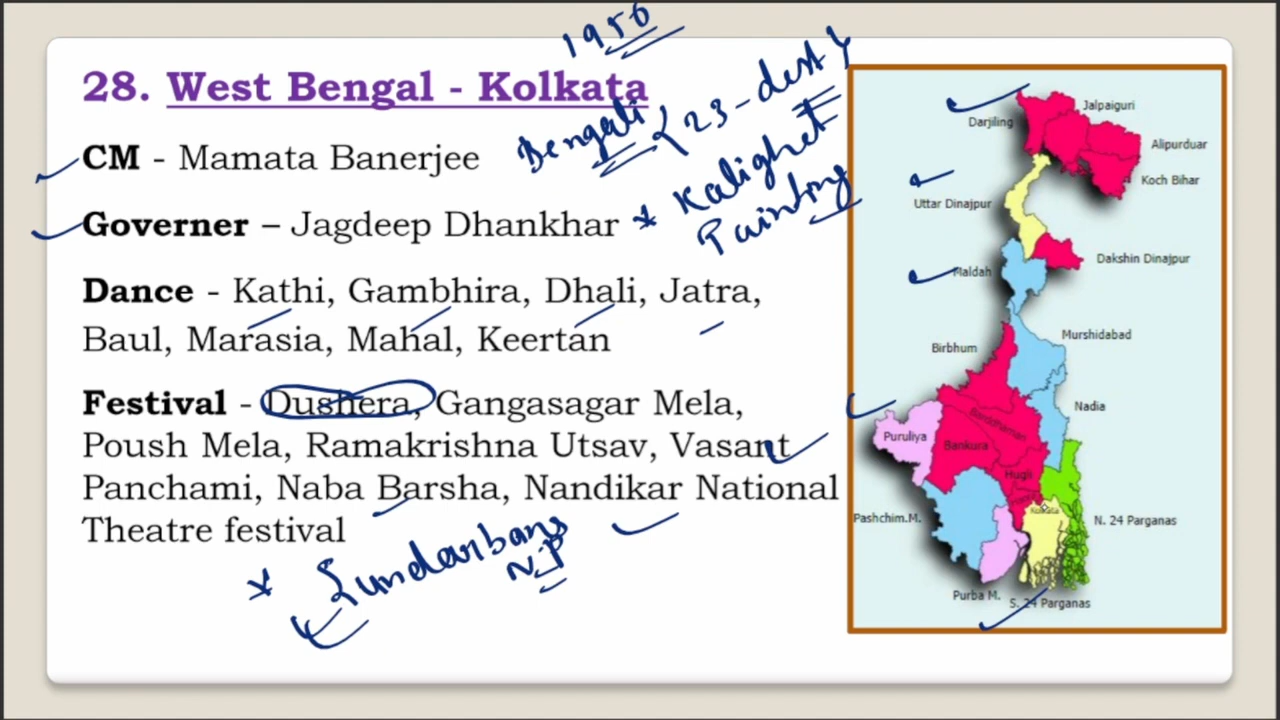 1956
28. West Bengal - Kolkata
Bengali { 23 - dist }
CM - Mamata Banerjee
* Kalighat
Painting
Governer – Jagdeep Dhankhar
Dance - Kathi, Gambhira, Dhali, Jatra,
Baul, Marasia, Mahal, Keertan
Festival - Dushera, Gangasagar Mela,
Poush Mela, Ramakrishna Utsav, Vasant
Panchami, Naba Barsha, Nandikar National
Theatre festival
* Sundarbans
N.P
Darjiling
Jalpaiguri
Alipurduar
Koch Bihar
Uttar Dinajpur
Dakshin Dinajpur
Maldah
Murshidabad
Birbhum
Nadia
Barddhaman
Puruliya
Bankura
Hugli
Kolkata
Pashchim.M.
N. 24 Parganas
Purba M.
S. 24 Parganas